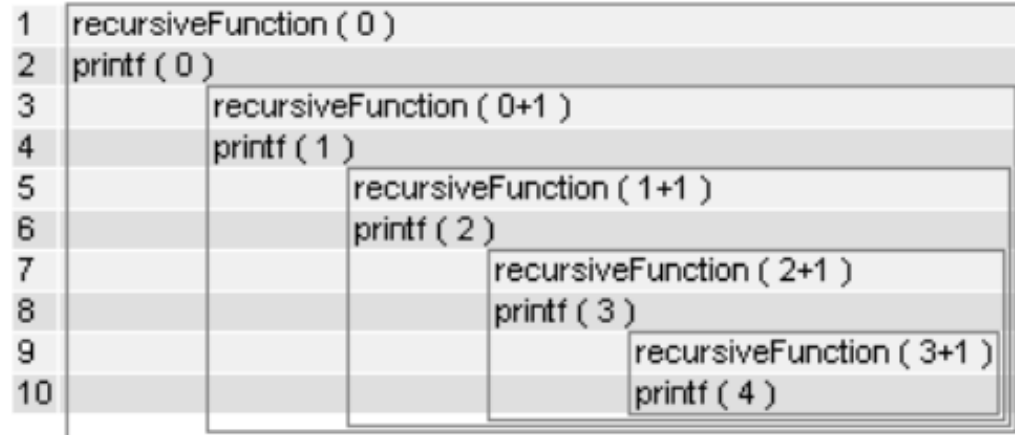 1 recursiveFunction ( 0 )
2 printf ( 0 )
3 recursiveFunction ( 0+1 )
4 printf ( 1 )
5 recursiveFunction ( 1+1 )
6 printf ( 2 )
7 recursiveFunction ( 2+1 )
8 printf ( 3 )
9 recursiveFunction ( 3+1 )
10 printf ( 4 )